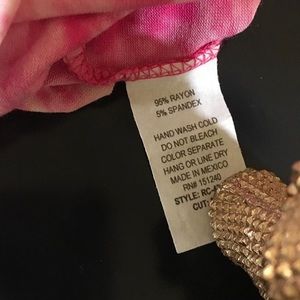 95% RAYON
5% SPANDEX
HAND WASH COLD
DO NOT BLEACH
COLOR SEPARATE
HANG OR LINE DRY
MADE IN MEXICO
RN# 151240
STYLE:
CUT: